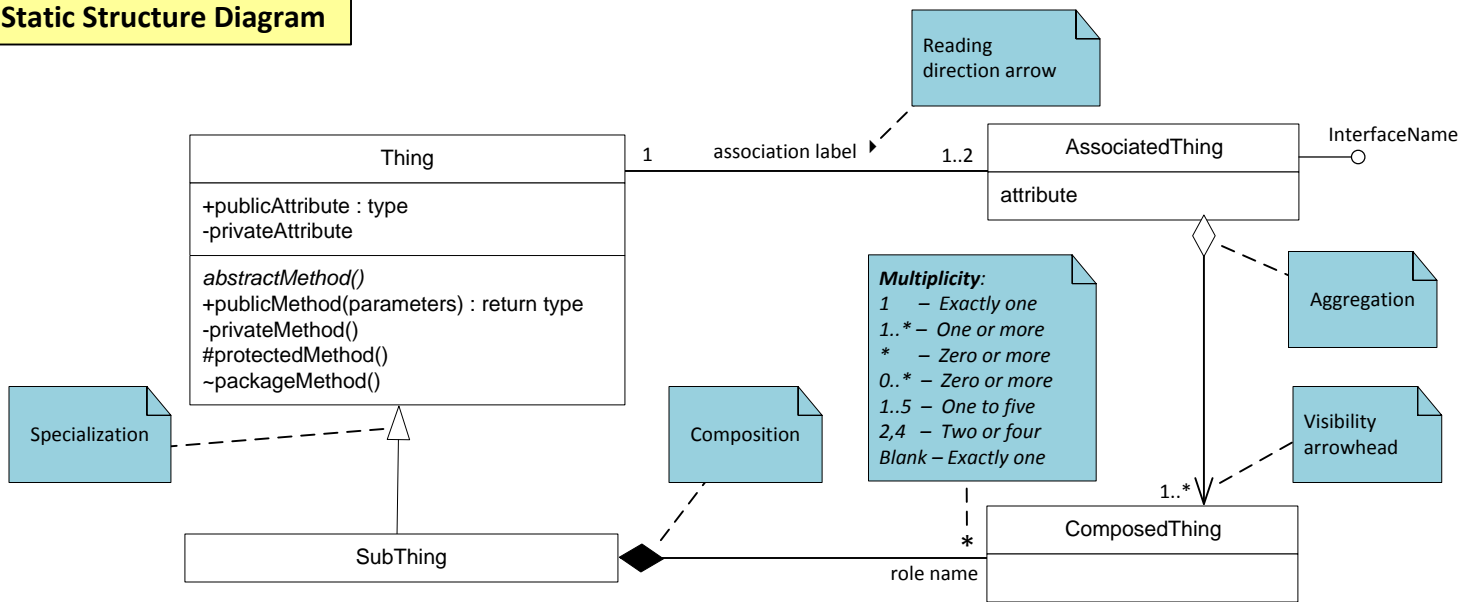 Static Structure Diagram
Reading
direction arrow
Thing
1
association label
1..2
AssociatedThing
InterfaceName
+publicAttribute : type
-privateAttribute
attribute
abstractMethod()
+publicMethod(parameters) : return type
-privateMethod()
#protectedMethod()
~packageMethod()
Multiplicity:
1 – Exactly one
1..* – One or more
* – Zero or more
0..* – Zero or more
1..5 – One to five
2,4 – Two or four
Blank – Exactly one
Aggregation
Specialization
Composition
Visibility
arrowhead
1..*
SubThing
*
role name
ComposedThing